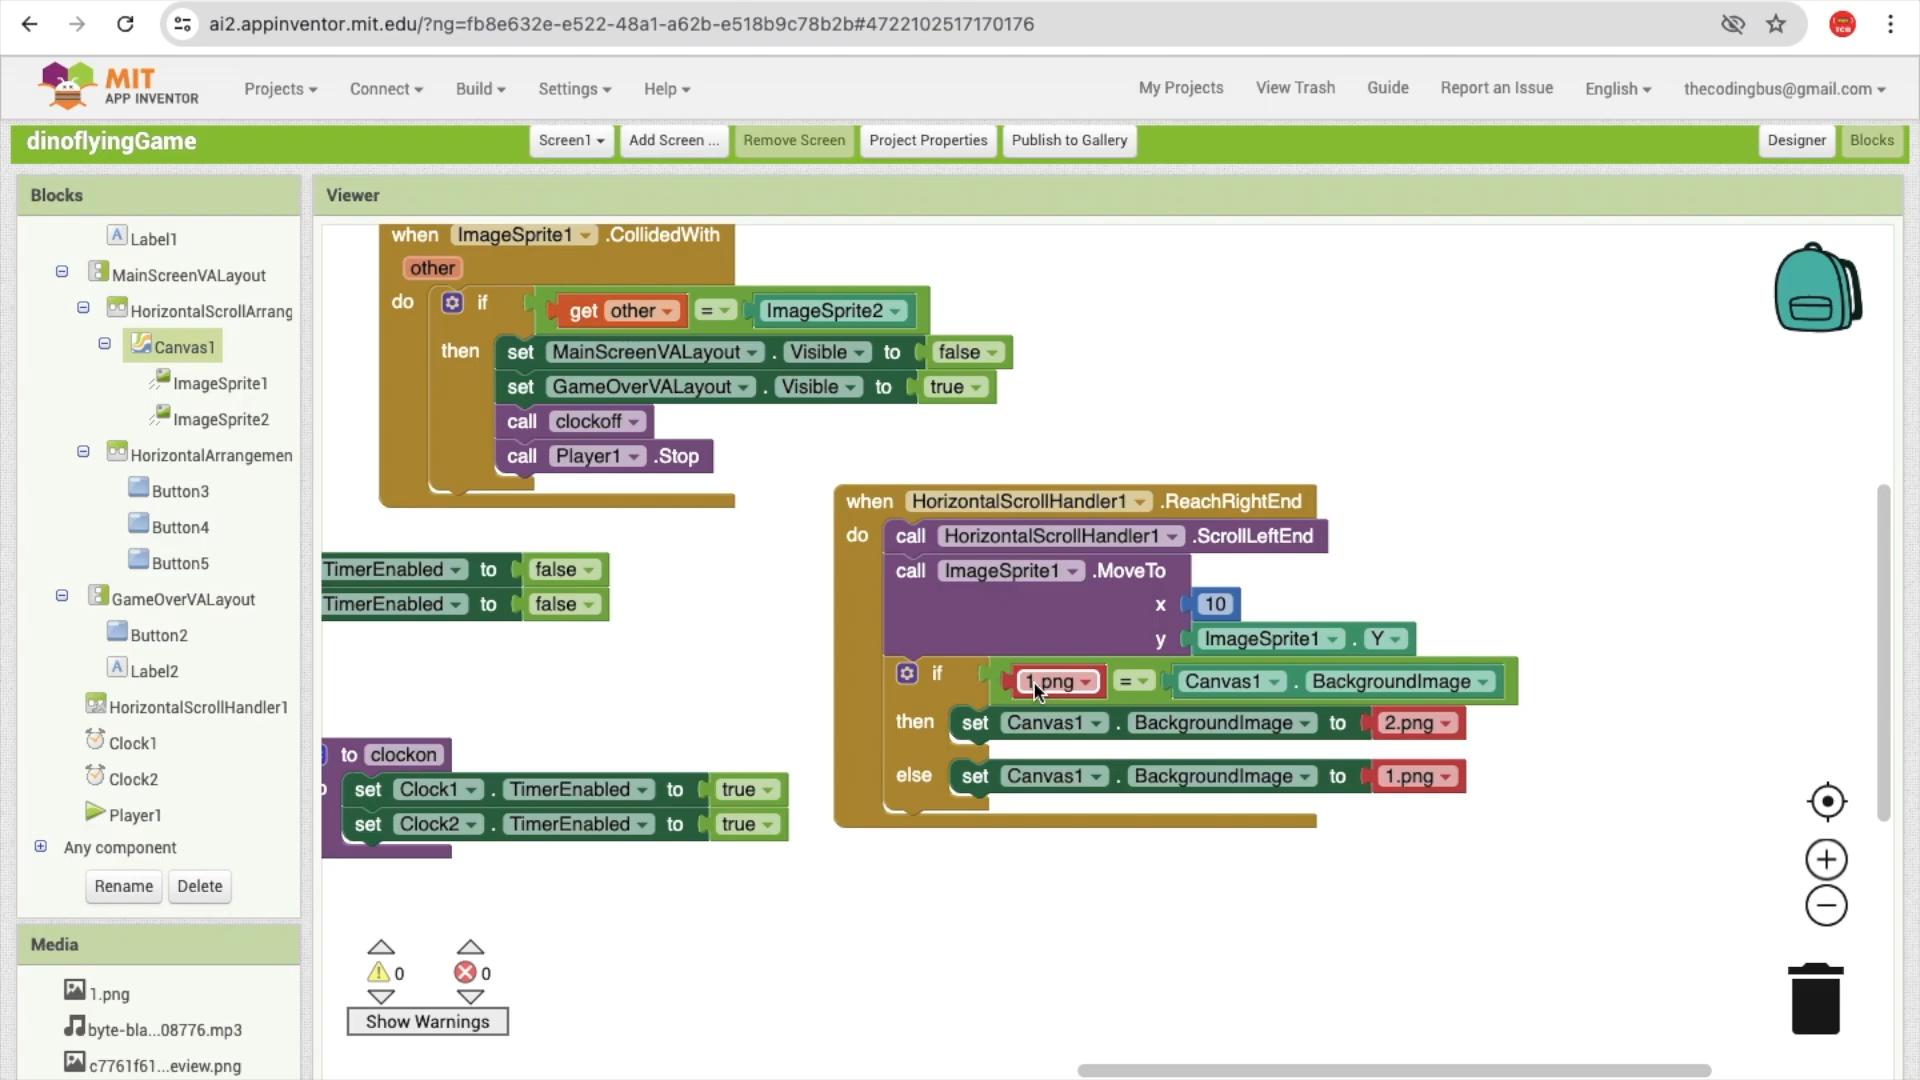 ai2.appinventor.mit.edu/?ng=fb8e632e-e522-48a1-a62b-e518b9c78b2b#4722102517170176
MIT
APP INVENTOR
Projects
Connect
Build
Settings
Help
My Projects
View Trash
Guide
Report an Issue
English
thecodingbus@gmail.com
dinoflyingGame
Screen1
Add Screen ...
Remove Screen
Project Properties
Publish to Gallery
Designer
Blocks
Blocks
Label1
MainScreenVALayout
HorizontalScrollArrang
Canvas1
ImageSprite1
ImageSprite2
HorizontalArrangemen
Button3
Button4
Button5
GameOverVALayout
Button2
Label2
HorizontalScrollHandler1
Clock1
Clock2
Player1
Any component
Rename
Delete
Media
1.png
byte-bla...08776.mp3
c7761f61...eview.png
Viewer
when ImageSprite1 .CollidedWith
other
do if get other = ImageSprite2
then set MainScreenVALayout . Visible to false
set GameOverVALayout . Visible to true
call clockoff
call Player1 .Stop
TimerEnabled to false
TimerEnabled to false
to clockon
set Clock1 . TimerEnabled to true
set Clock2 . TimerEnabled to true
when HorizontalScrollHandler1 .ReachRightEnd
do call HorizontalScrollHandler1 .ScrollLeftEnd
call ImageSprite1 .MoveTo
x 10
y ImageSprite1 . Y
if 1.png = Canvas1 . BackgroundImage
then set Canvas1 . BackgroundImage to 2.png
else set Canvas1 . BackgroundImage to 1.png
0
0
Show Warnings